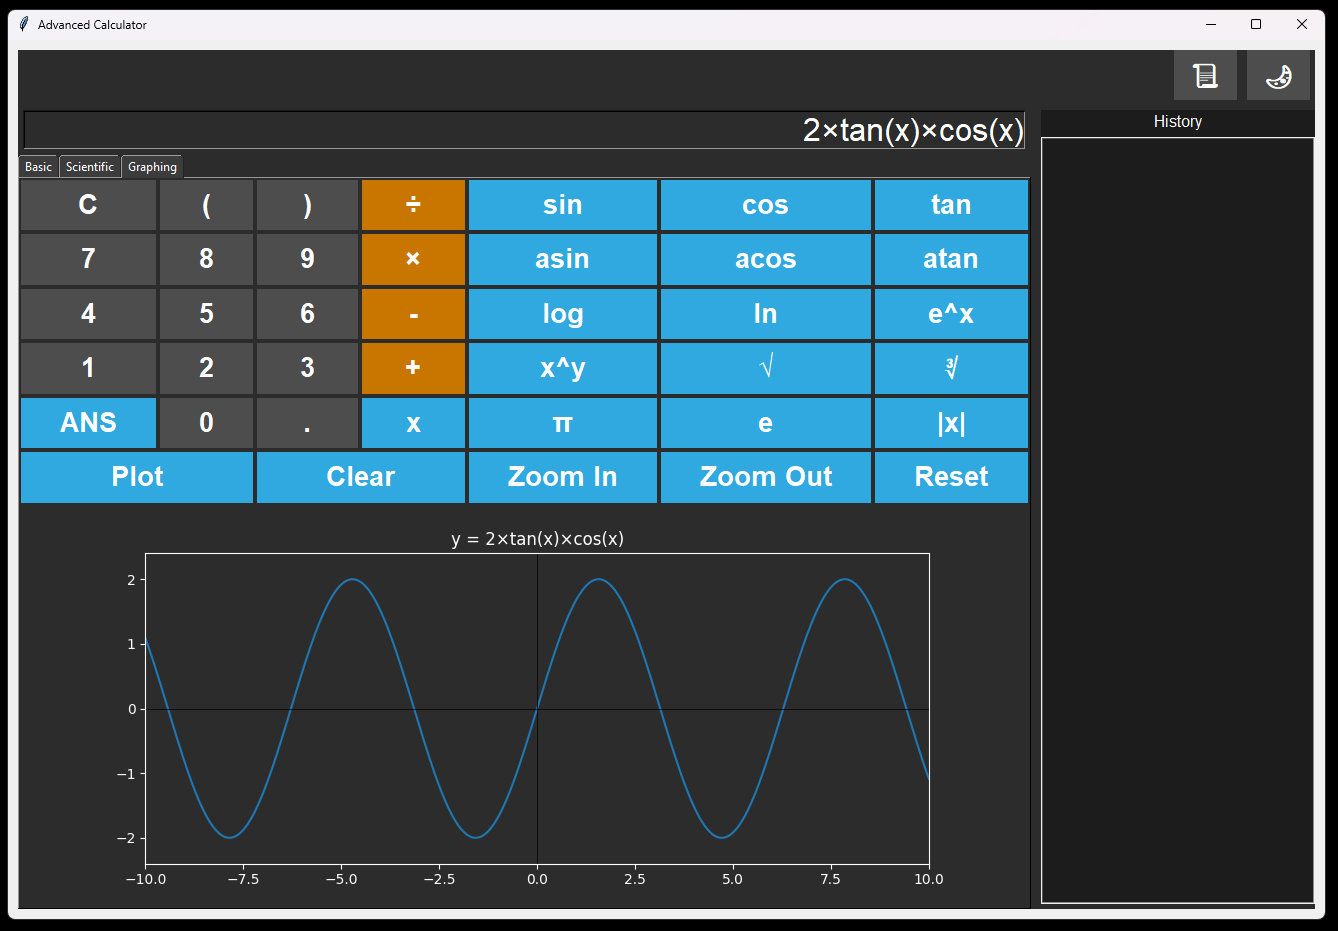 Advanced Calculator
2×tan(x)×cos(x)
History
Basic Scientific Graphing
C ( ) ÷ sin cos tan
7 8 9 × asin acos atan
4 5 6 - log ln e^x
1 2 3 + x^y √ ∛
ANS 0 . x π e |x|
Plot Clear Zoom In Zoom Out Reset
y = 2×tan(x)×cos(x)
2
1
0
−1
−2
−10.0 −7.5 −5.0 −2.5 0.0 2.5 5.0 7.5 10.0